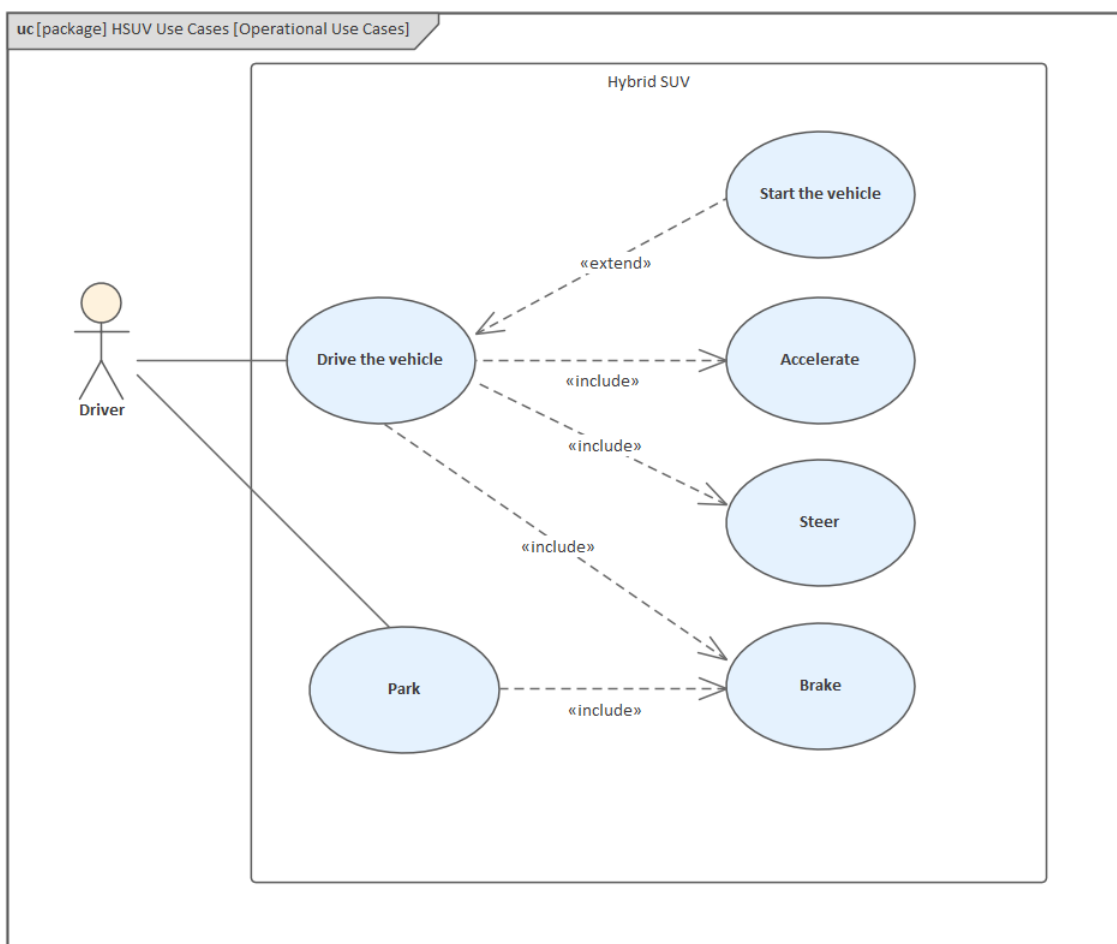 uc [package] HSUV Use Cases [Operational Use Cases]
Hybrid SUV
Start the vehicle
«extend»
Drive the vehicle
Accelerate
«include»
Driver
«include»
Steer
«include»
Park
Brake
«include»